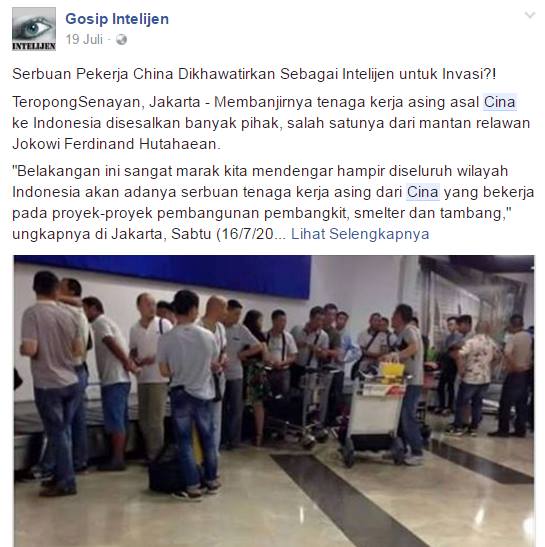 Gosip Intelijen
INTELIJEN
19 Juli ·
Serbuan Pekerja China Dikhawatirkan Sebagai Intelijen untuk Invasi?!
TeropongSenayan, Jakarta - Membanjirnya tenaga kerja asing asal Cina
ke Indonesia disesalkan banyak pihak, salah satunya dari mantan relawan
Jokowi Ferdinand Hutahaean.
"Belakangan ini sangat marak kita mendengar hampir diseluruh wilayah
Indonesia akan adanya serbuan tenaga kerja asing dari Cina yang bekerja
pada proyek-proyek pembangunan pembangkit, smelter dan tambang,"
ungkapnya di Jakarta, Sabtu (16/7/20... Lihat Selengkapnya